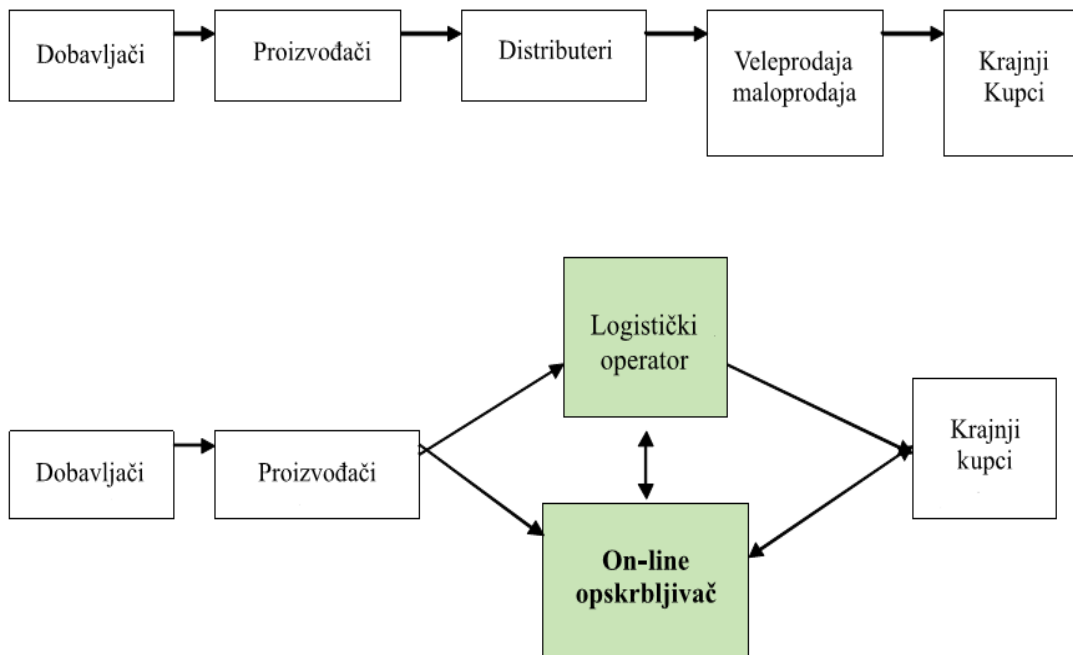 Dobavljači
Proizvođači
Distributeri
Veleprodaja
maloprodaja
Krajnji
Kupci
Logistički
operator
Dobavljači
Proizvođači
Krajnji
kupci
On-line
opskrbljivač